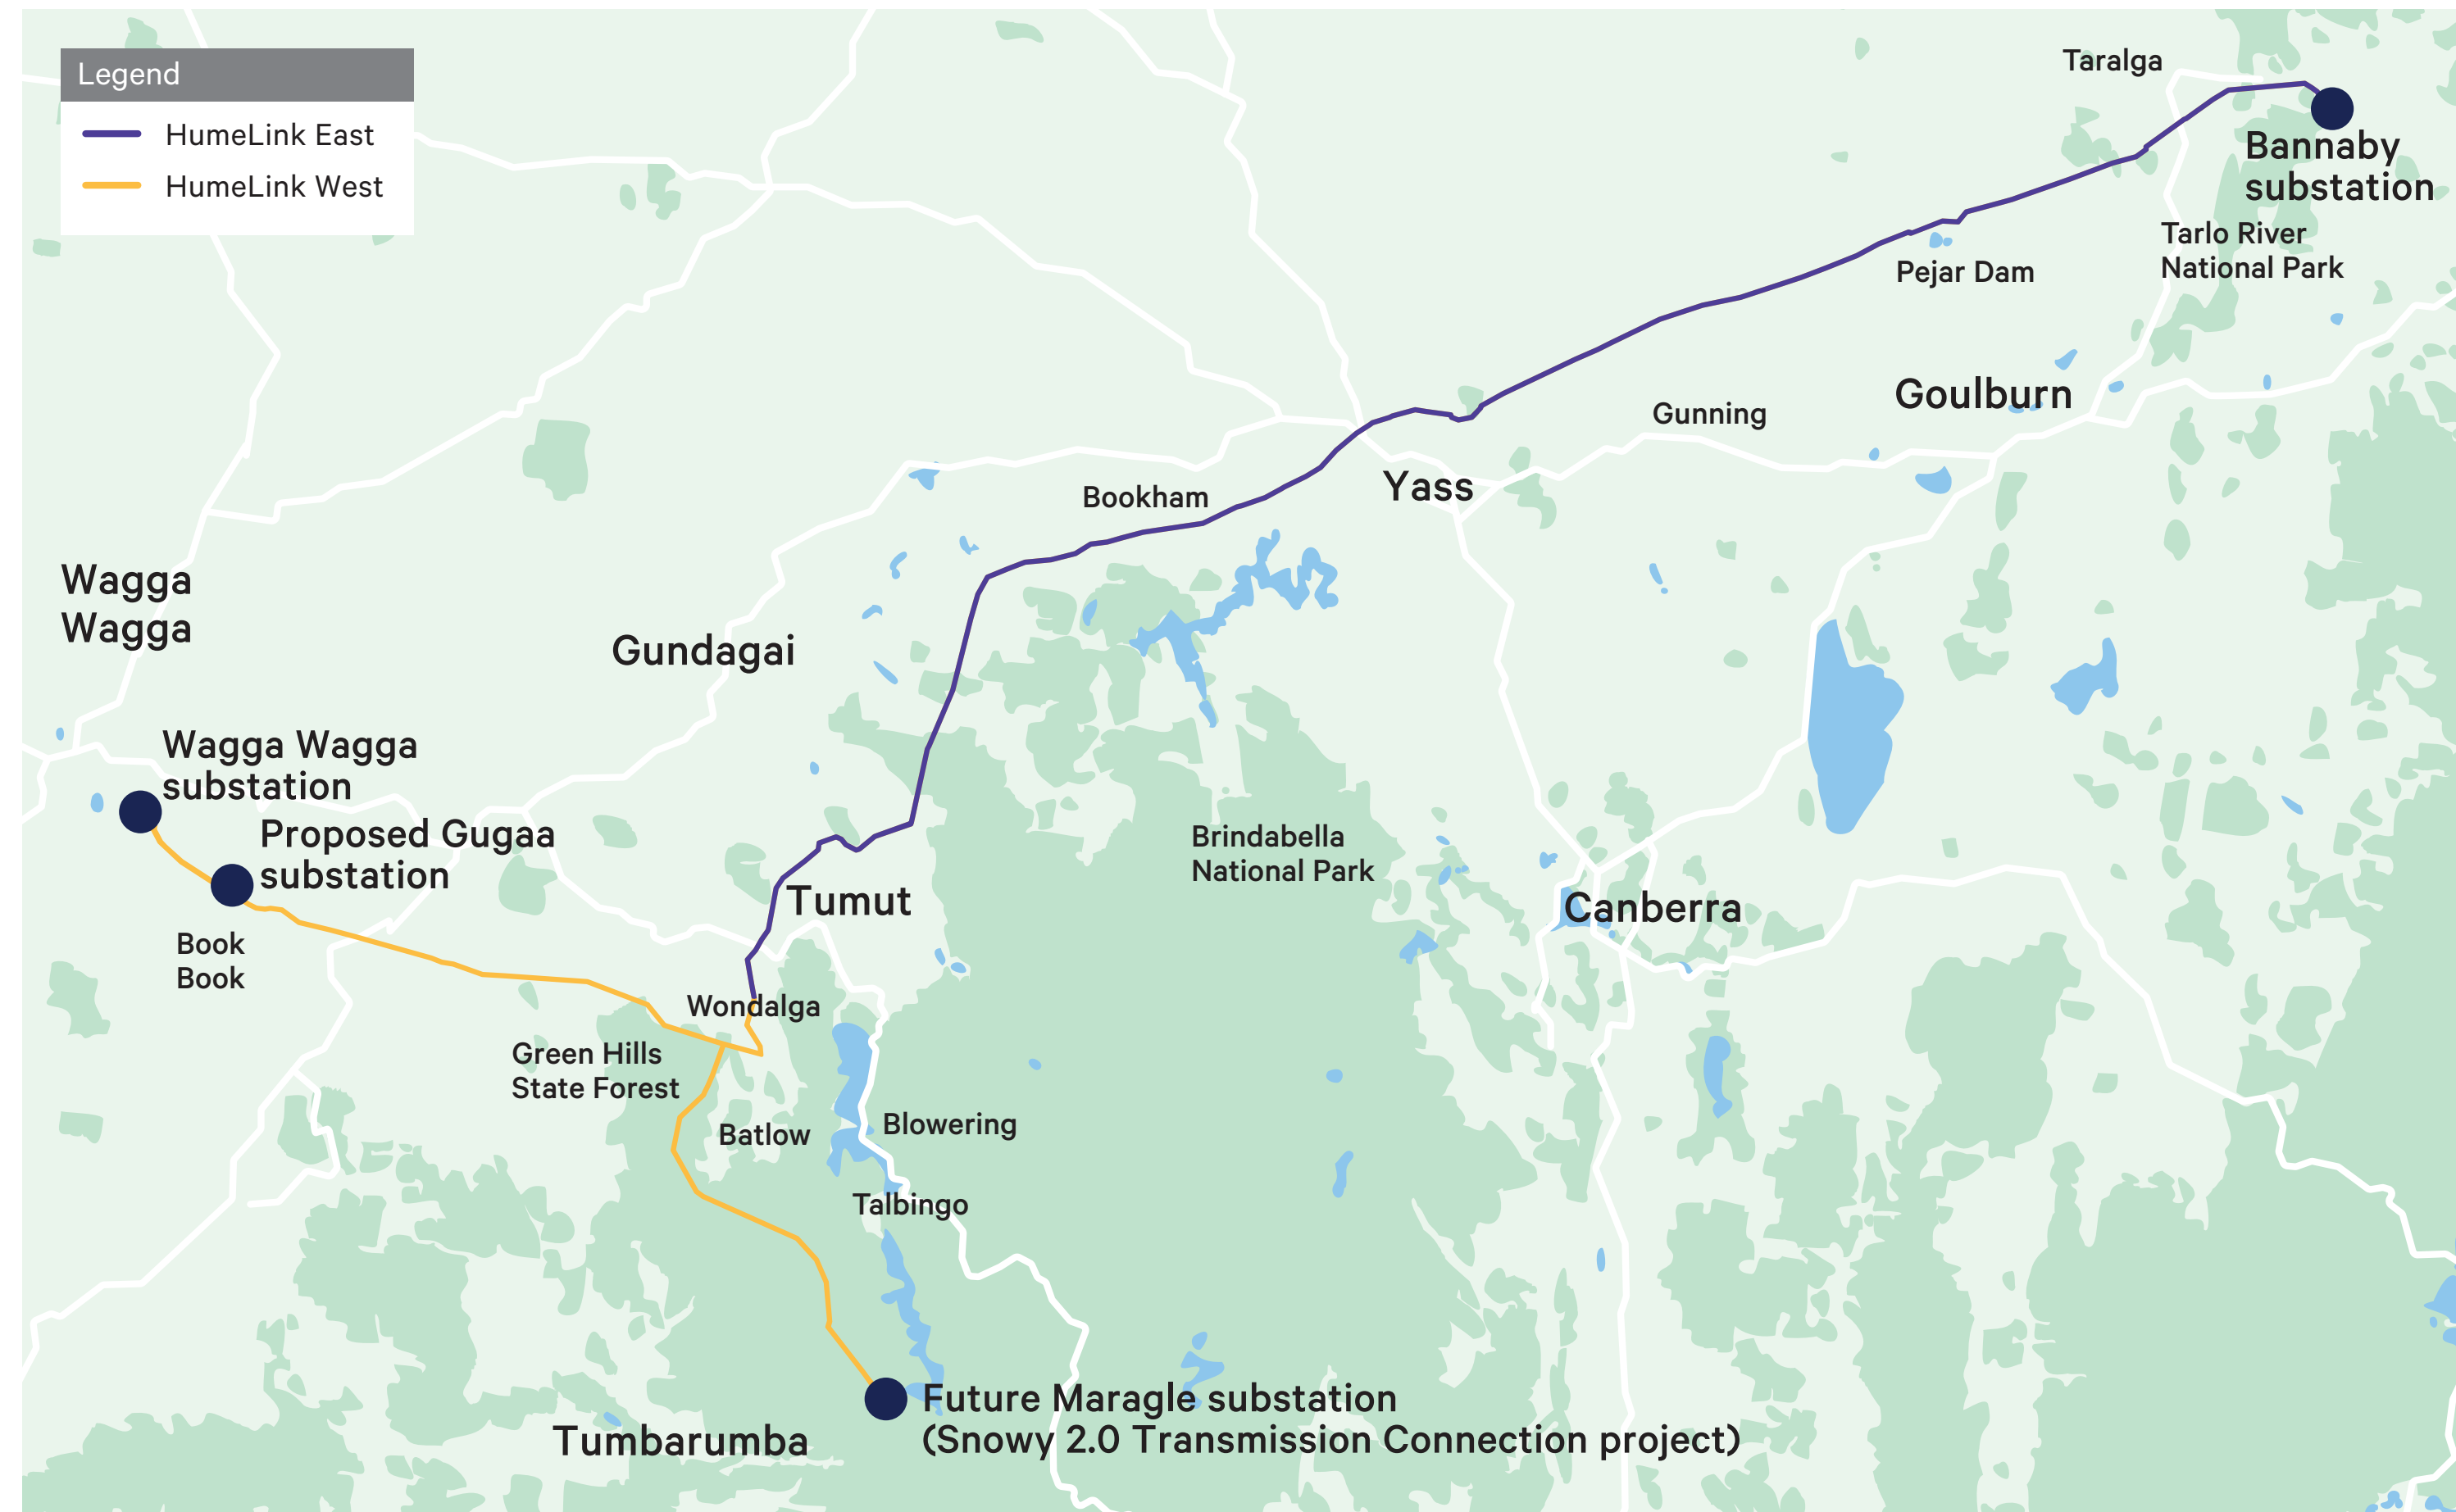 Legend
HumeLink East
HumeLink West
Taralga
Bannaby
substation
Tarlo River
National Park
Pejar Dam
Goulburn
Gunning
Yass
Bookham
Wagga
Wagga
Gundagai
Wagga Wagga
substation
Proposed Gugaa
substation
Brindabella
National Park
Tumut
Canberra
Book
Book
Wondalga
Green Hills
State Forest
Batlow
Blowering
Talbingo
Future Maragle substation
(Snowy 2.0 Transmission Connection project)
Tumbarumba